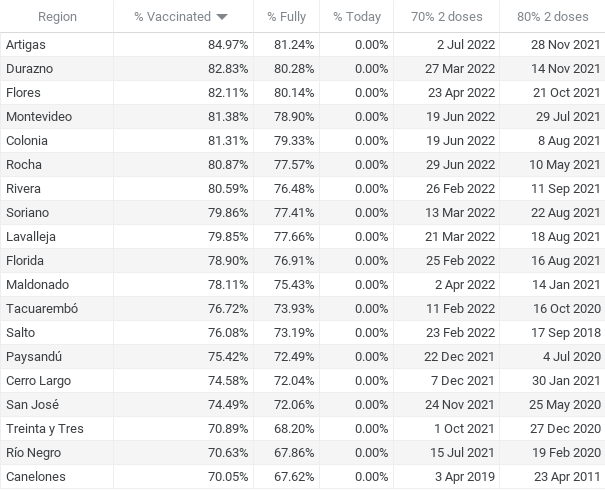 Region % Vaccinated % Fully % Today 70% 2 doses 80% 2 doses
Artigas 84.97% 81.24% 0.00% 2 Jul 2022 28 Nov 2021
Durazno 82.83% 80.28% 0.00% 27 Mar 2022 14 Nov 2021
Flores 82.11% 80.14% 0.00% 23 Apr 2022 21 Oct 2021
Montevideo 81.38% 78.90% 0.00% 19 Jun 2022 29 Jul 2021
Colonia 81.31% 79.33% 0.00% 19 Jun 2022 8 Aug 2021
Rocha 80.87% 77.57% 0.00% 29 Jun 2022 10 May 2021
Rivera 80.59% 76.48% 0.00% 26 Feb 2022 11 Sep 2021
Soriano 79.86% 77.41% 0.00% 13 Mar 2022 22 Aug 2021
Lavalleja 79.85% 77.66% 0.00% 21 Mar 2022 18 Aug 2021
Florida 78.90% 76.91% 0.00% 25 Feb 2022 16 Aug 2021
Maldonado 78.11% 75.43% 0.00% 2 Apr 2022 14 Jan 2021
Tacuarembó 76.72% 73.93% 0.00% 11 Feb 2022 16 Oct 2020
Salto 76.08% 73.19% 0.00% 23 Feb 2022 17 Sep 2018
Paysandú 75.42% 72.49% 0.00% 22 Dec 2021 4 Jul 2020
Cerro Largo 74.58% 72.04% 0.00% 7 Dec 2021 30 Jan 2021
San José 74.49% 72.06% 0.00% 24 Nov 2021 25 May 2020
Treinta y Tres 70.89% 68.20% 0.00% 1 Oct 2021 27 Dec 2020
Río Negro 70.63% 67.86% 0.00% 15 Jul 2021 19 Feb 2020
Canelones 70.05% 67.62% 0.00% 3 Apr 2019 23 Apr 2011